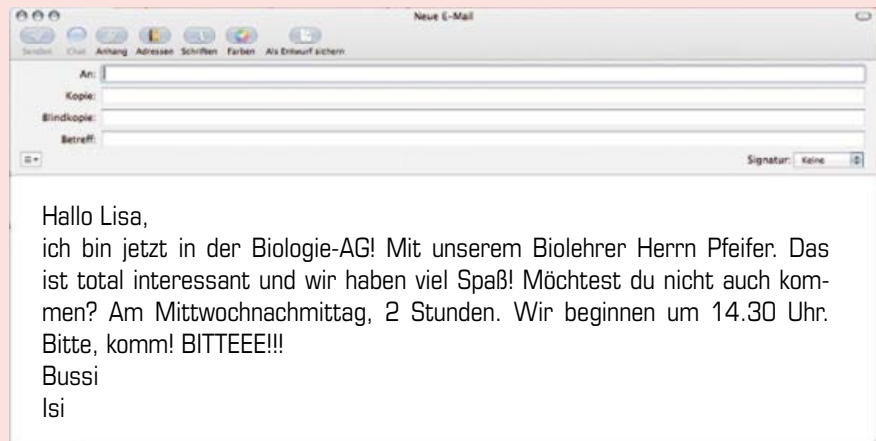 Neue E-Mail
Senden Chat Anhang Adressen Schriften Farben Als Entwurf sichern
An:
Kopie:
Blindkopie:
Betreff:
Signatur: Keine
Hallo Lisa,
ich bin jetzt in der Biologie-AG! Mit unserem Biolehrer Herrn Pfeifer. Das
ist total interessant und wir haben viel Spaß! Möchtest du nicht auch kom-
men? Am Mittwochnachmittag, 2 Stunden. Wir beginnen um 14.30 Uhr.
Bitte, komm! BITTEEE!!!
Bussi
Isi